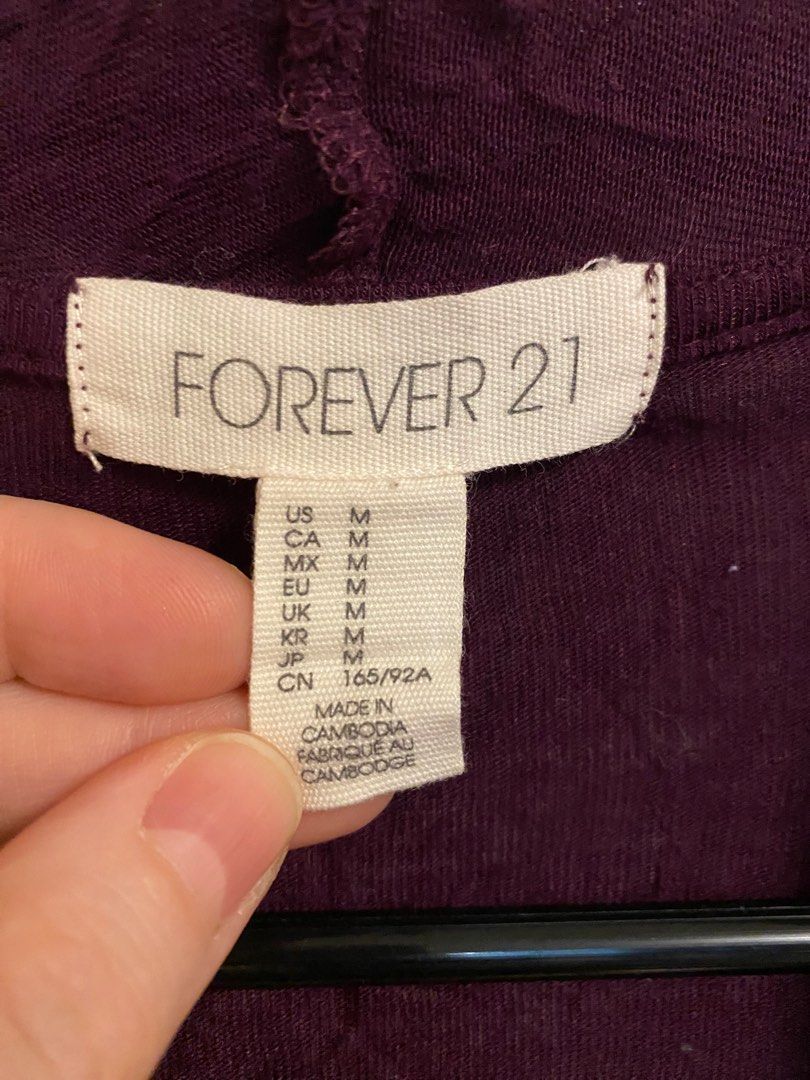 FOREVER 21
US M
CA M
MX M
EU M
UK M
KR M
JP M
CN 165/92A
MADE IN
CAMBODIA
FABRIQUÉ AU
CAMBODGE